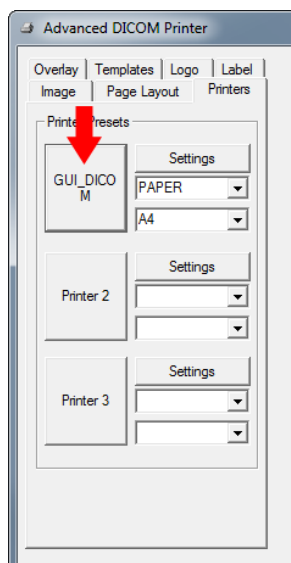 Advanced DICOM Printer
Overlay Templates Logo Label
Image Page Layout Printers
Printer Presets
GUI_DICO
M
Settings
PAPER
A4
Printer 2
Settings
Printer 3
Settings